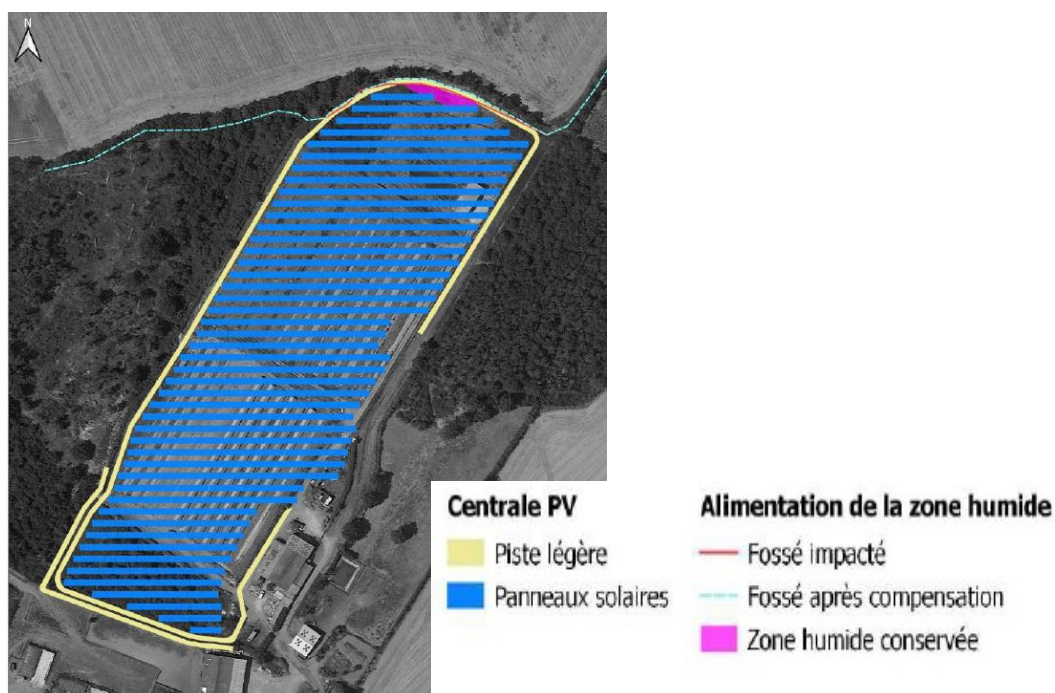 N
Centrale PV
Piste légère
Panneaux solaires
Alimentation de la zone humide
Fossé impacté
Fossé après compensation
Zone humide conservée